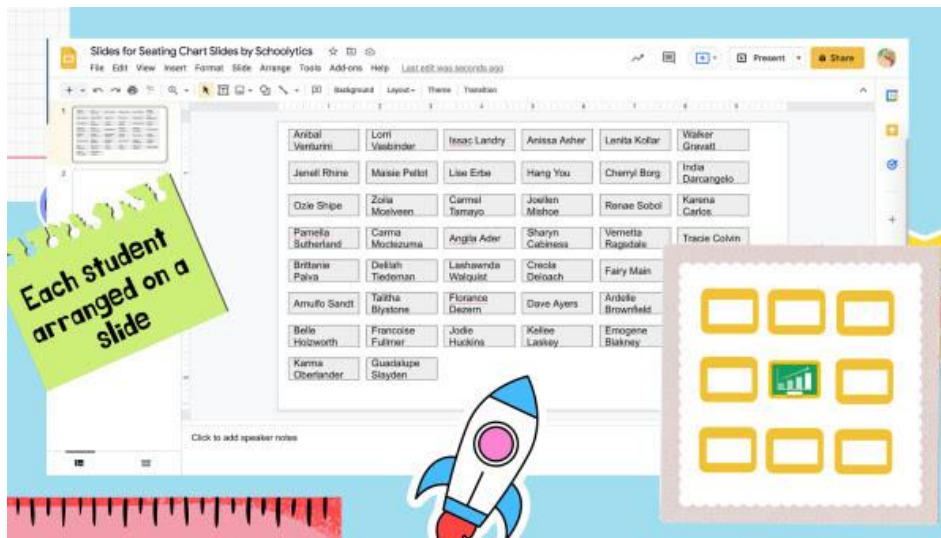 Slides for Seating Chart Slides by Schoolytics
File Edit View Insert Format Slide Arrange Tools Add-ons Help Last edit was seconds ago
Present
Share
Background Layout Theme Transition
1
2
Anibal Venturini
Lorri Vasbinder
Issac Landry
Anissa Asher
Lenita Kollar
Walker Gravatt
Jenell Rhine
Maisie Pellot
Lise Erbe
Hang You
Cherryl Borg
India Darcangelo
Ozie Shipe
Zoila Mcelveen
Carmel Tamayo
Joellen Mishoe
Renae Sobol
Karena Carlos
Pamella Sutherland
Carma Moctezuma
Angila Ader
Sharyn Cabiness
Vernetta Ragsdale
Tracie Colvin
Brittanie Paiva
Delilah Tiedeman
Lashawnda Walquist
Creola Deloach
Fairy Main
Arnulfo Sandt
Talitha Blystone
Florance Dezern
Dave Ayers
Ardelle Brownfield
Belle Holzworth
Francoise Fullmer
Jodie Huckins
Kellee Laskey
Emogene Blakney
Karma Oberlander
Guadalupe Slayden
Click to add speaker notes
Each student
arranged on a
slide